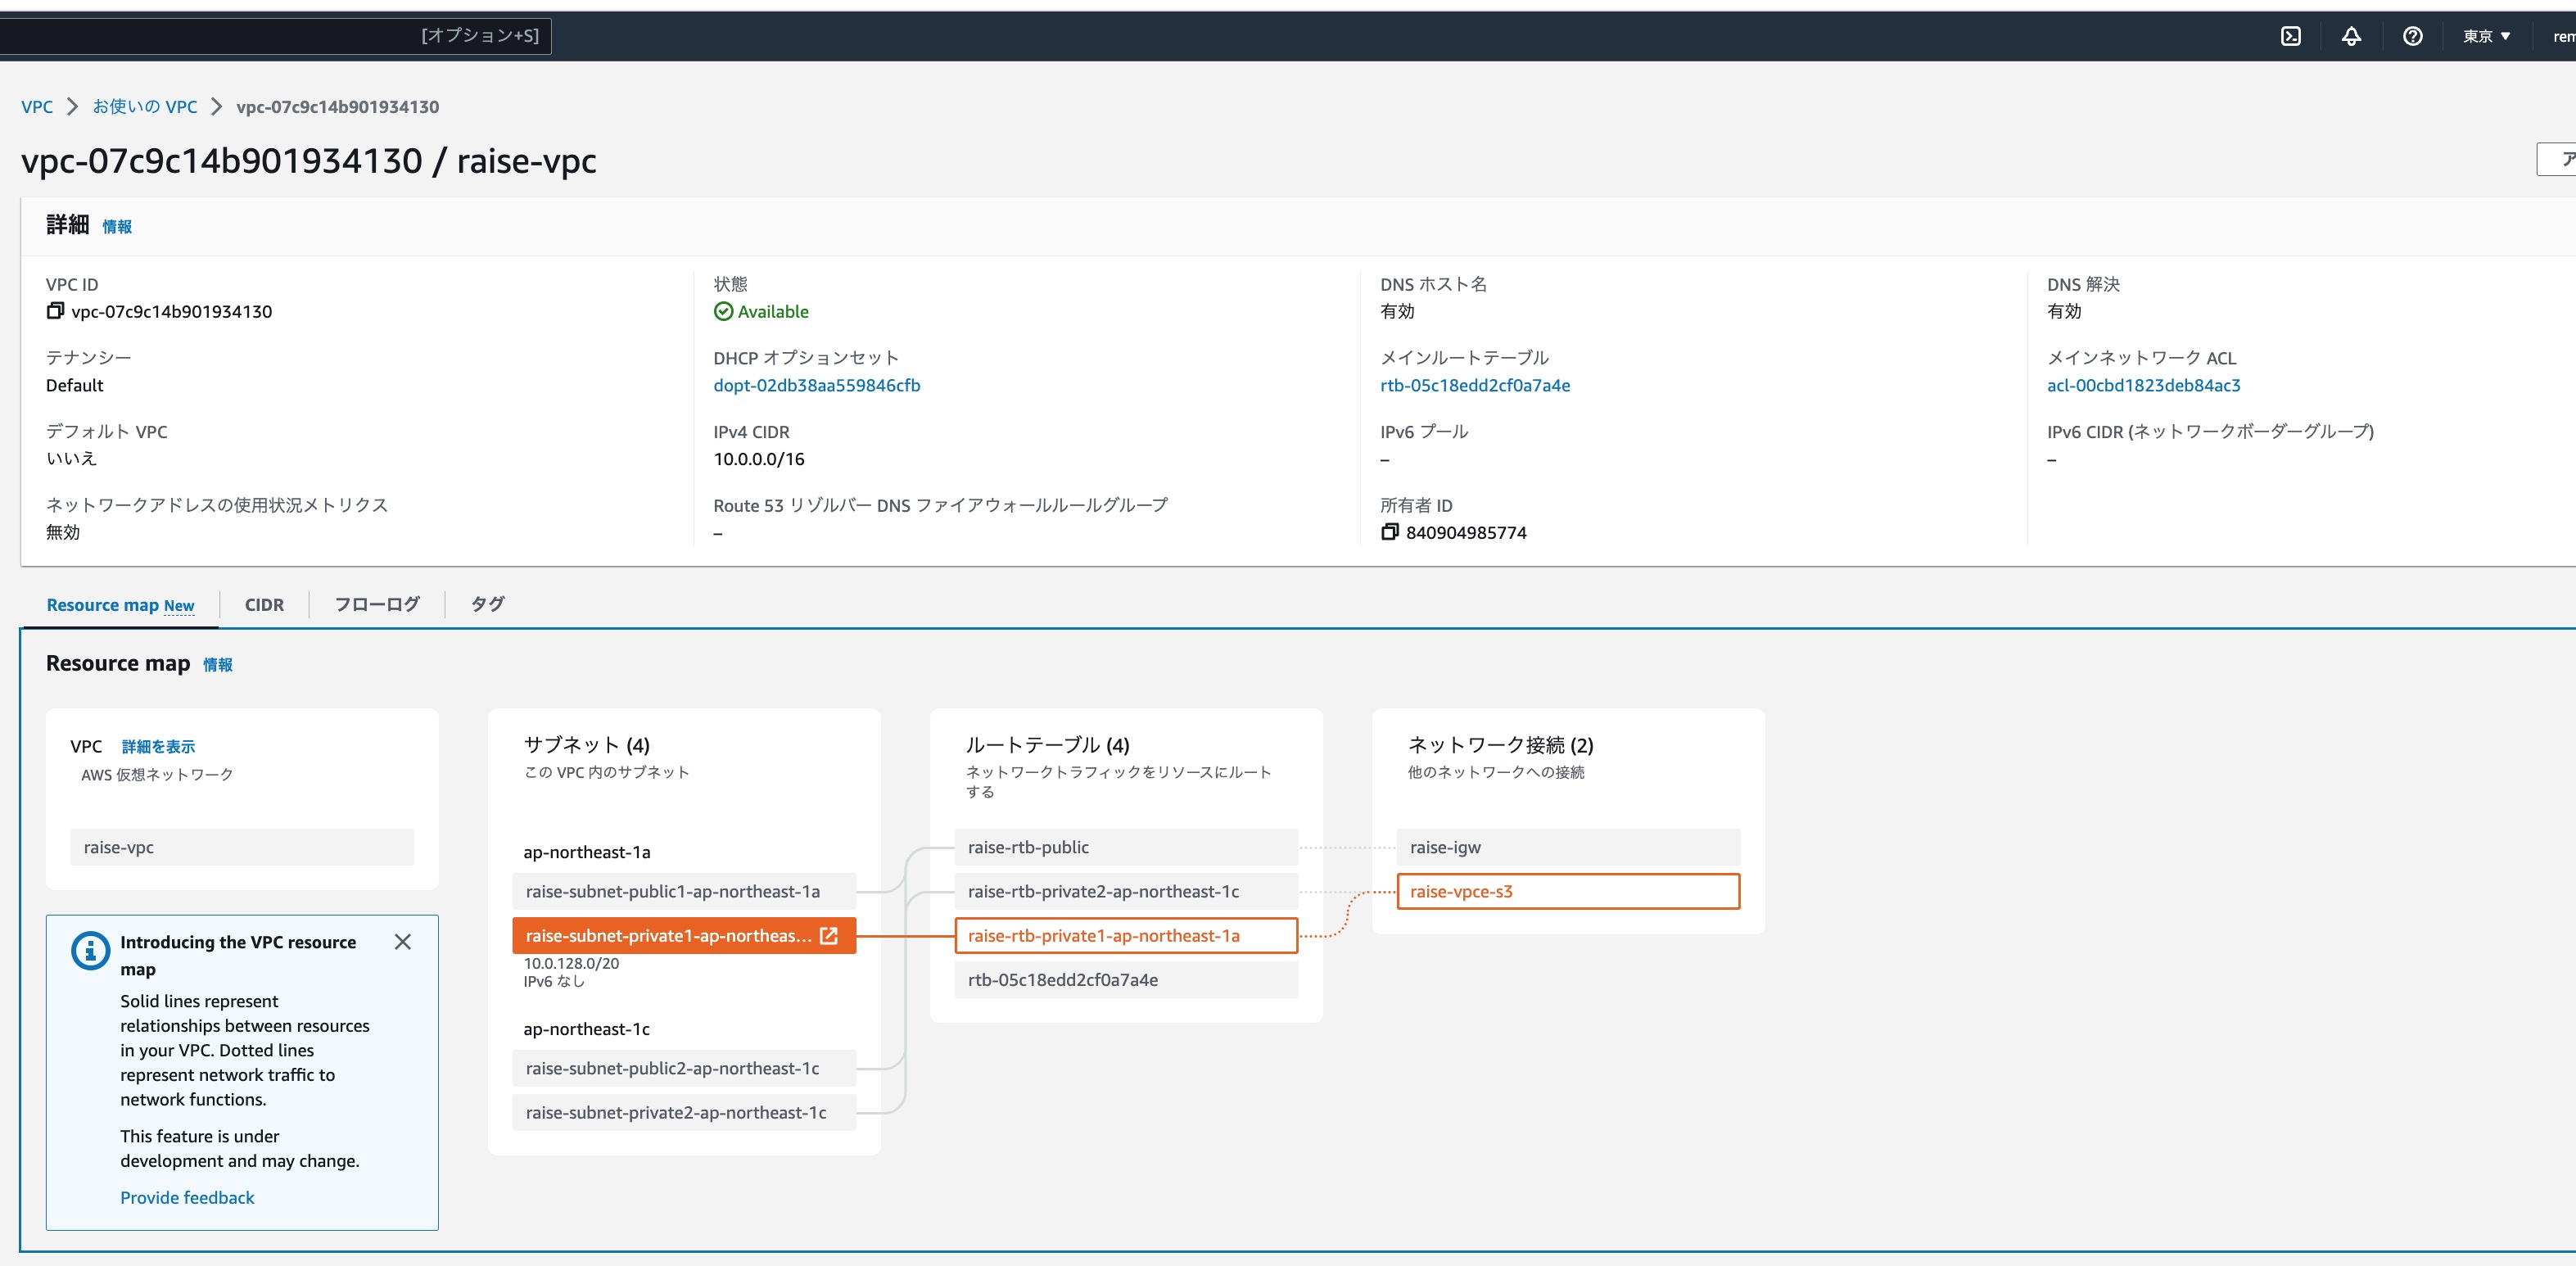 [オプション+S]
東京 ▼
VPC > お使いの VPC > vpc-07c9c14b901934130
vpc-07c9c14b901934130 / raise-vpc
詳細 情報
VPC ID
vpc-07c9c14b901934130
状態
Available
DNS ホスト名
有効
DNS 解決
有効
テナンシー
Default
DHCP オプションセット
dopt-02db38aa559846cfb
メインルートテーブル
rtb-05c18edd2cf0a7a4e
メインネットワーク ACL
acl-00cbd1823deb84ac3
デフォルト VPC
いいえ
IPv4 CIDR
10.0.0.0/16
IPv6 プール
–
IPv6 CIDR (ネットワークボーダーグループ)
–
ネットワークアドレスの使用状況メトリクス
無効
Route 53 リゾルバー DNS ファイアウォールルールグループ
–
所有者 ID
840904985774
Resource map New
CIDR
フローログ
タグ
Resource map 情報
VPC 詳細を表示
AWS 仮想ネットワーク
raise-vpc
Introducing the VPC resource
map
Solid lines represent
relationships between resources
in your VPC. Dotted lines
represent network traffic to
network functions.
This feature is under
development and may change.
Provide feedback
サブネット (4)
この VPC 内のサブネット
ap-northeast-1a
raise-subnet-public1-ap-northeast-1a
raise-subnet-private1-ap-northeas...
10.0.128.0/20
IPv6 なし
ap-northeast-1c
raise-subnet-public2-ap-northeast-1c
raise-subnet-private2-ap-northeast-1c
ルートテーブル (4)
ネットワークトラフィックをリソースにルート
する
raise-rtb-public
raise-rtb-private2-ap-northeast-1c
raise-rtb-private1-ap-northeast-1a
rtb-05c18edd2cf0a7a4e
ネットワーク接続 (2)
他のネットワークへの接続
raise-igw
raise-vpce-s3